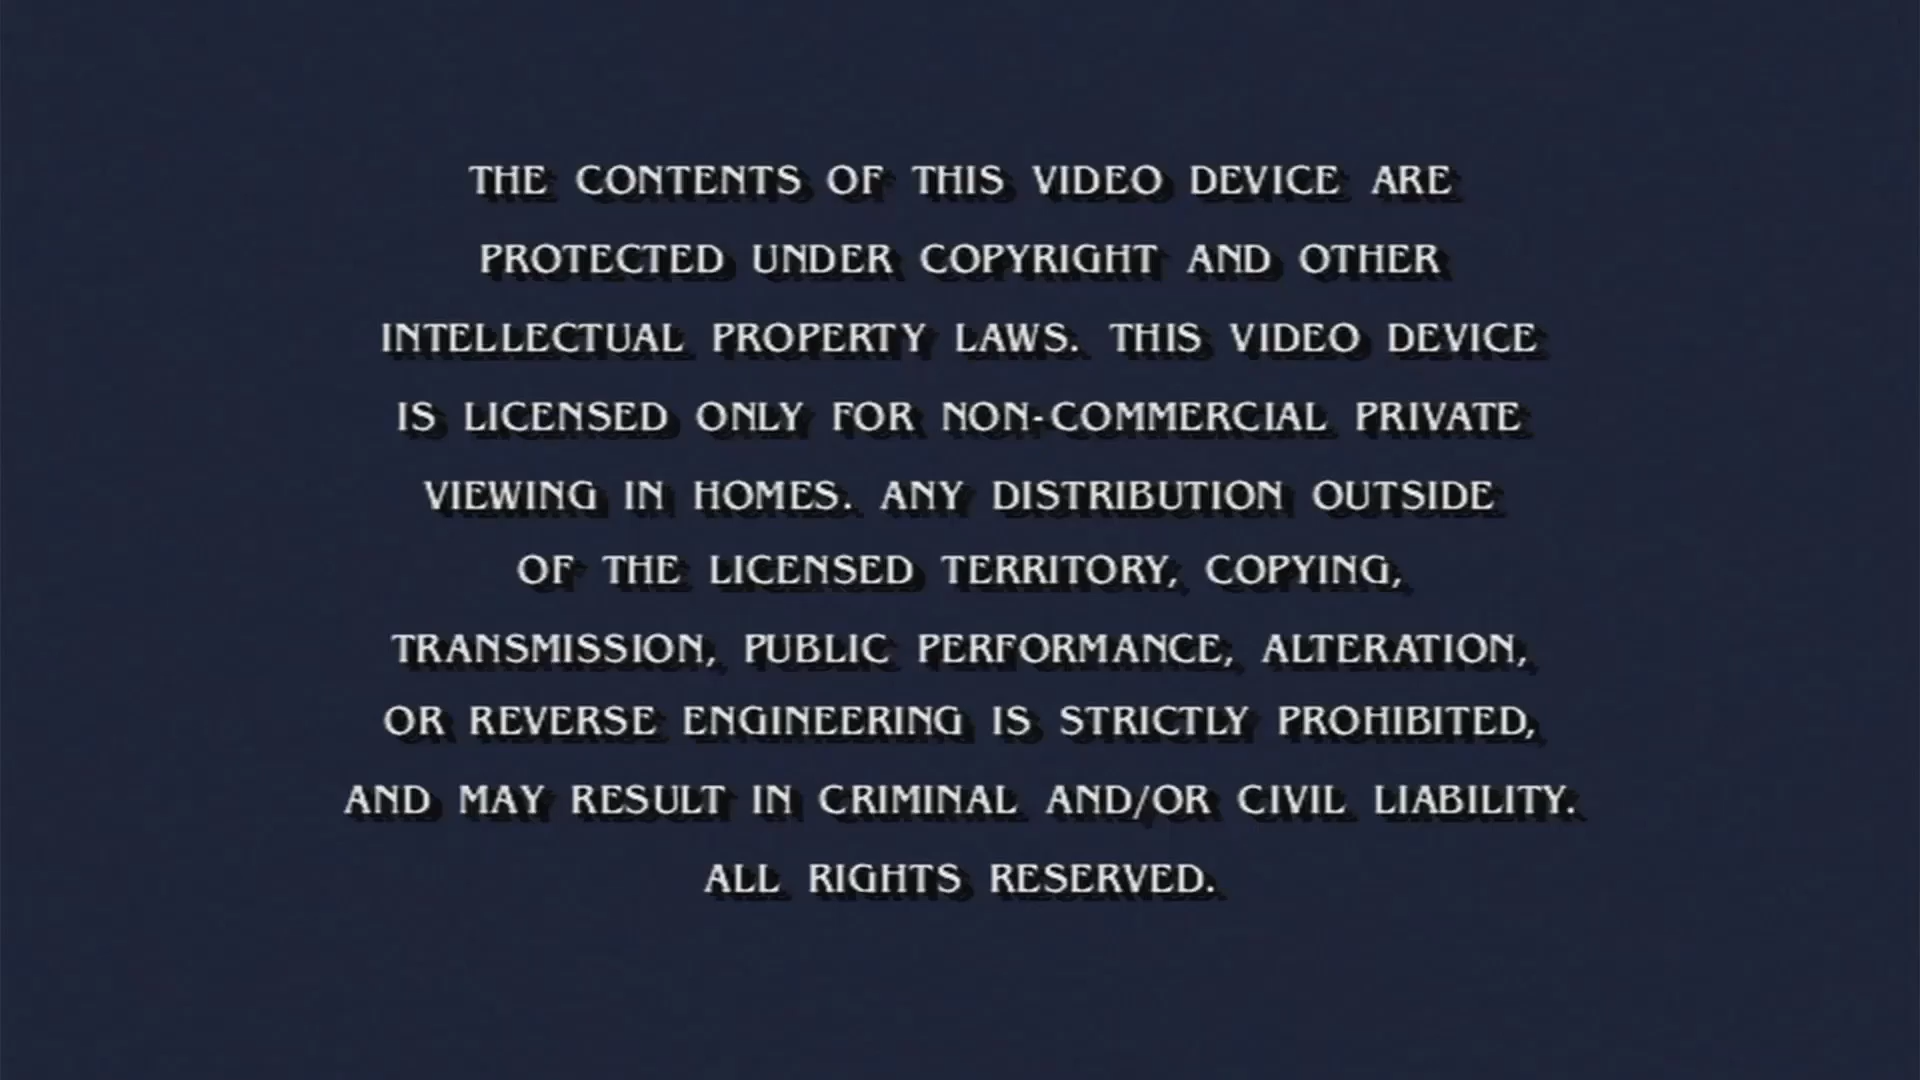 THE CONTENTS OF THIS VIDEO DEVICE ARE
PROTECTED UNDER COPYRIGHT AND OTHER
INTELLECTUAL PROPERTY LAWS. THIS VIDEO DEVICE
IS LICENSED ONLY FOR NON-COMMERCIAL PRIVATE
VIEWING IN HOMES. ANY DISTRIBUTION OUTSIDE
OF THE LICENSED TERRITORY, COPYING,
TRANSMISSION, PUBLIC PERFORMANCE, ALTERATION,
OR REVERSE ENGINEERING IS STRICTLY PROHIBITED,
AND MAY RESULT IN CRIMINAL AND/OR CIVIL LIABILITY.
ALL RIGHTS RESERVED.